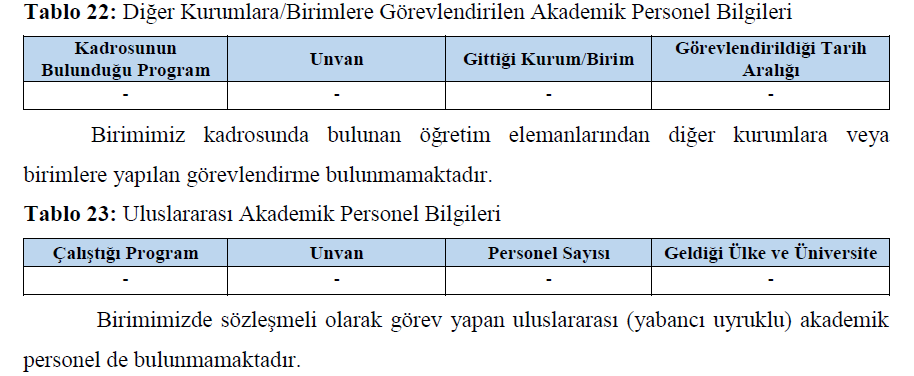 Tablo 22: Diğer Kurumlara/Birimlere Görevlendirilen Akademik Personel Bilgileri
Kadrosunun Bulunduğu Program Unvan Gittiği Kurum/Birim Görevlendirildiği Tarih Aralığı
- - - -
Birimimiz kadrosunda bulunan öğretim elemanlarından diğer kurumlara veya
birimlere yapılan görevlendirme bulunmamaktadır.
Tablo 23: Uluslararası Akademik Personel Bilgileri
Çalıştığı Program Unvan Personel Sayısı Geldiği Ülke ve Üniversite
- - - -
Birimimizde sözleşmeli olarak görev yapan uluslararası (yabancı uyruklu) akademik
personel de bulunmamaktadır.